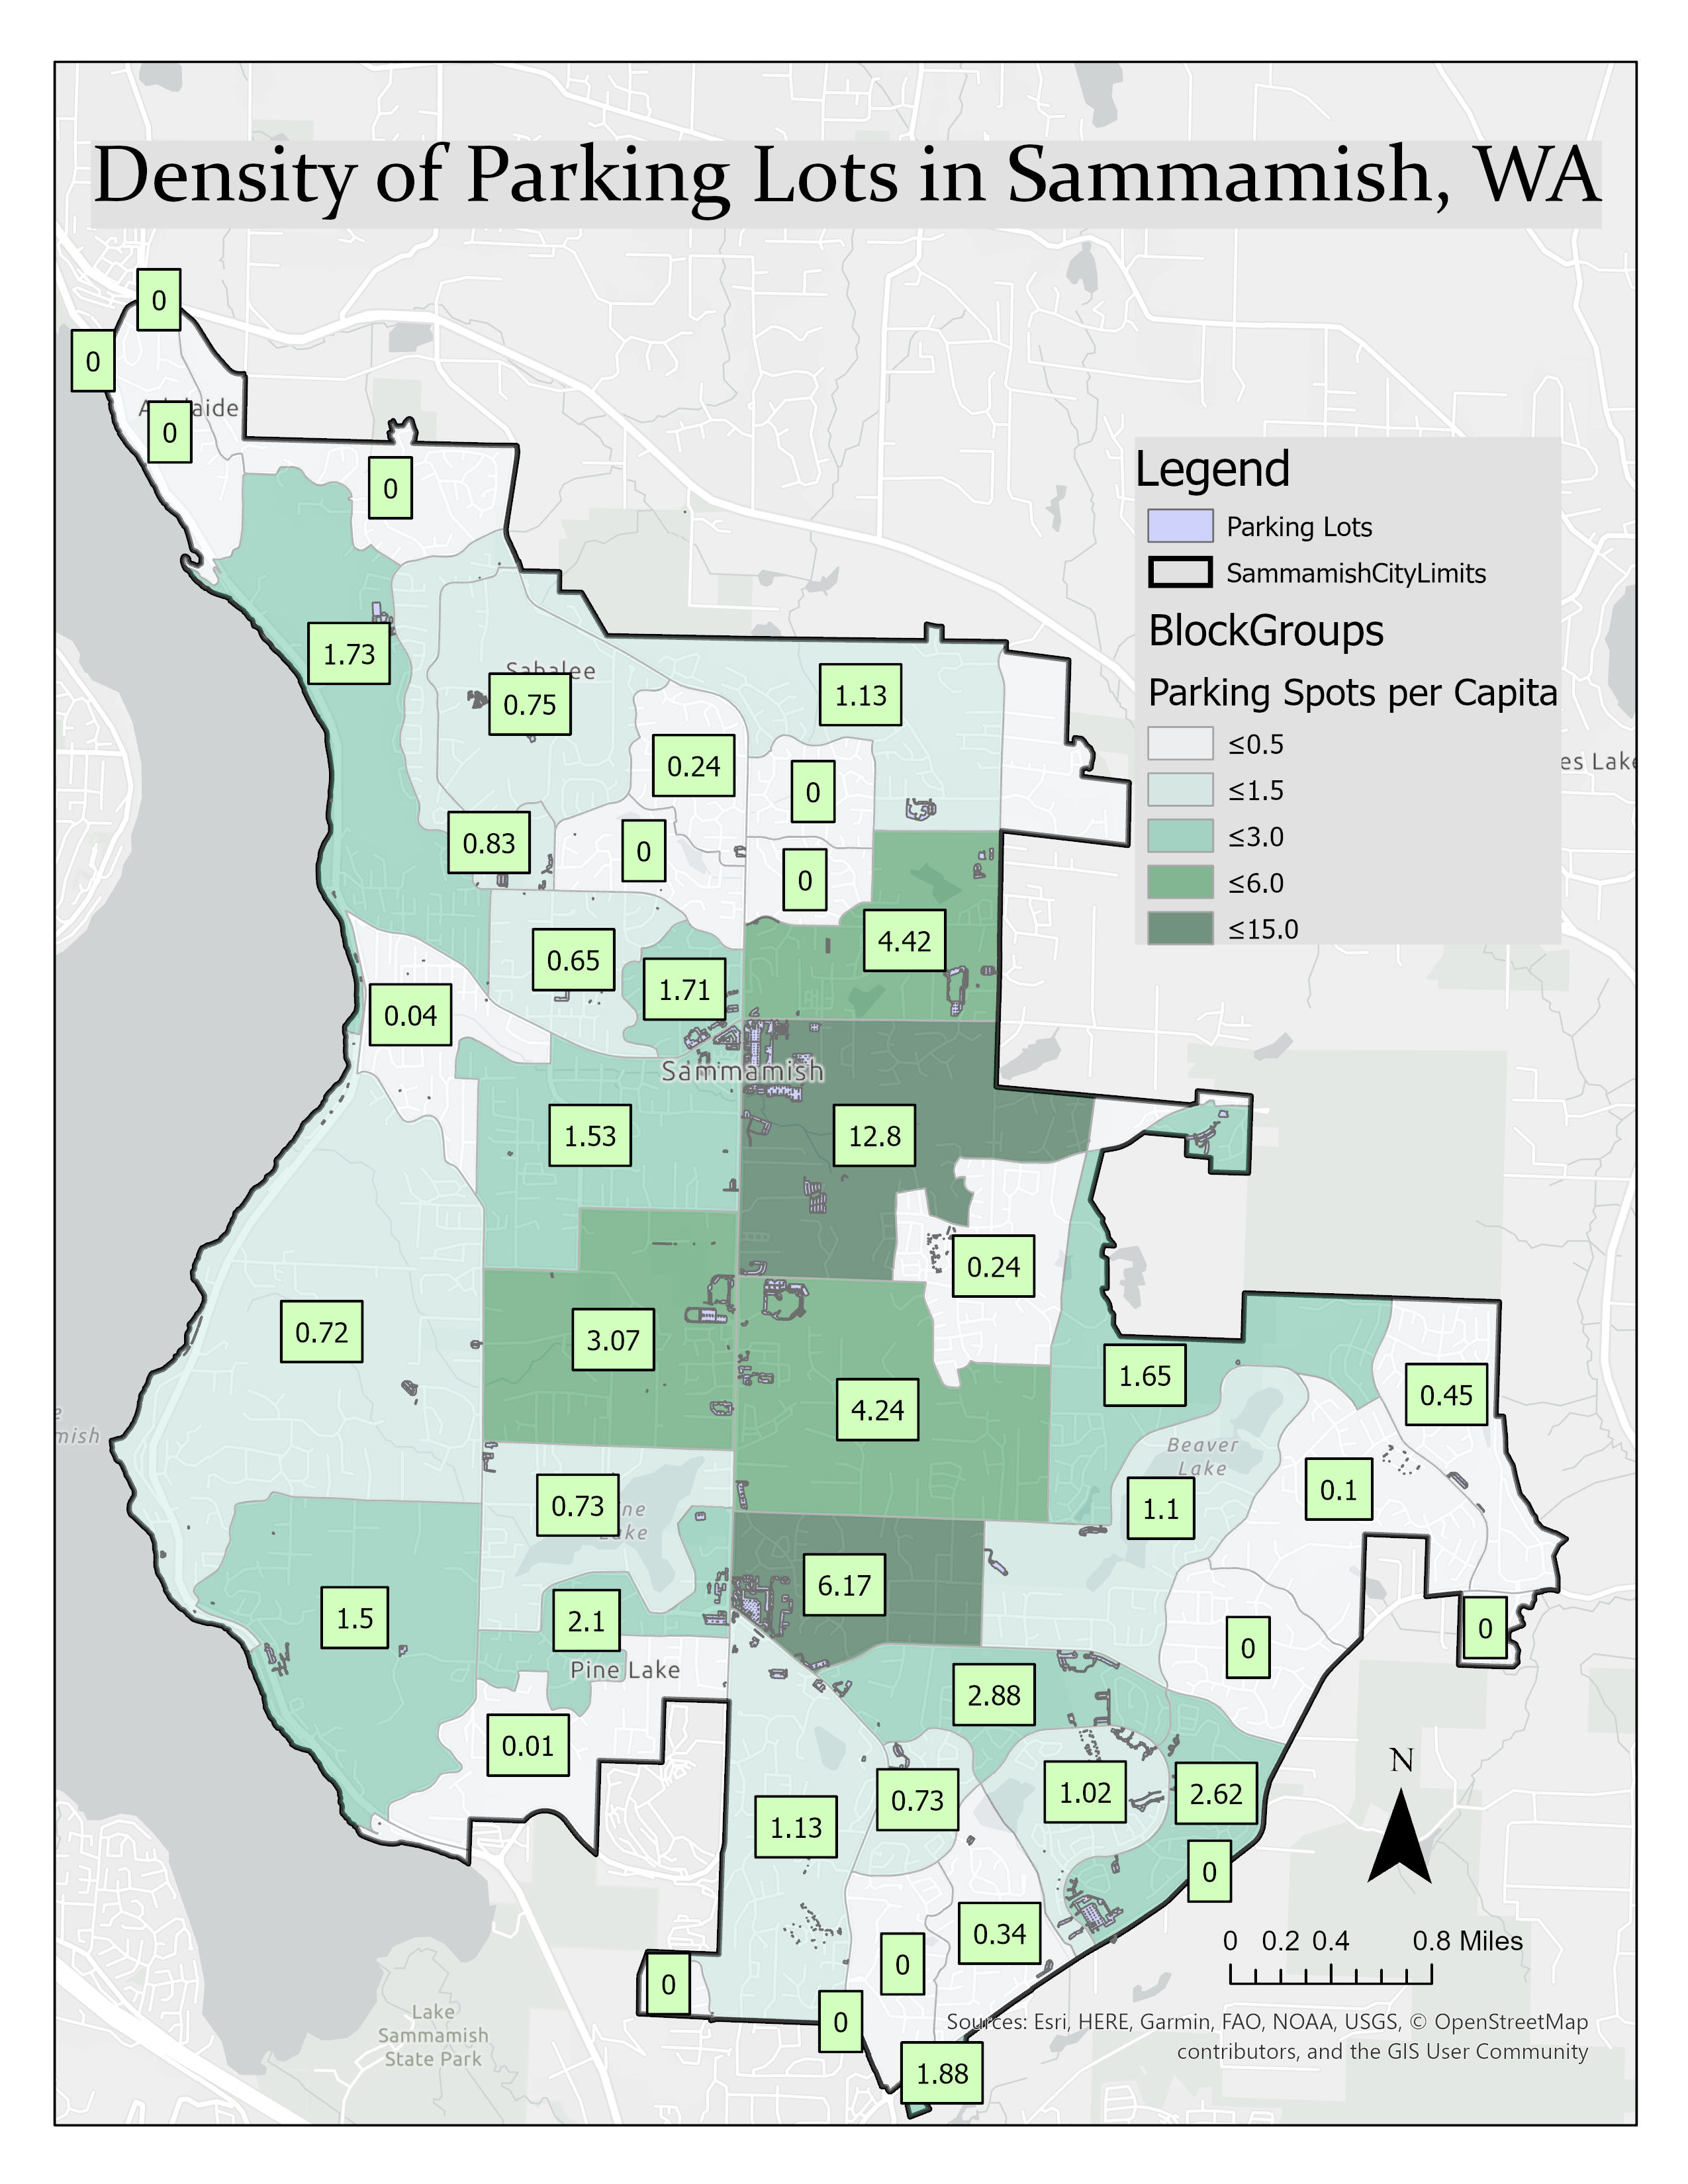 Density of Parking Lots in Sammamish, WA
0
0
0
0
Legend
Parking Lots
SammamishCityLimits
BlockGroups
Parking Spots per Capita
≤0.5
≤1.5
≤3.0
≤6.0
≤15.0
es Lake
1.73
0.75
1.13
0.24
0
0.83
0
0
4.42
0.65
1.71
0.04
Sammamish
1.53
12.8
0.24
0.72
3.07
1.65
0.45
4.24
mish
Beaver
Lake
0.1
0.73
1.1
6.17
1.5
2.1
0
0
Pine Lake
2.88
0.01
N
1.02
2.62
0.73
1.13
0
0.34
0
0 0.2 0.4 0.8 Miles
0
0
Lake
Sammamish
State Park
Sources: Esri, HERE, Garmin, FAO, NOAA, USGS, © OpenStreetMap
contributors, and the GIS User Community
1.88